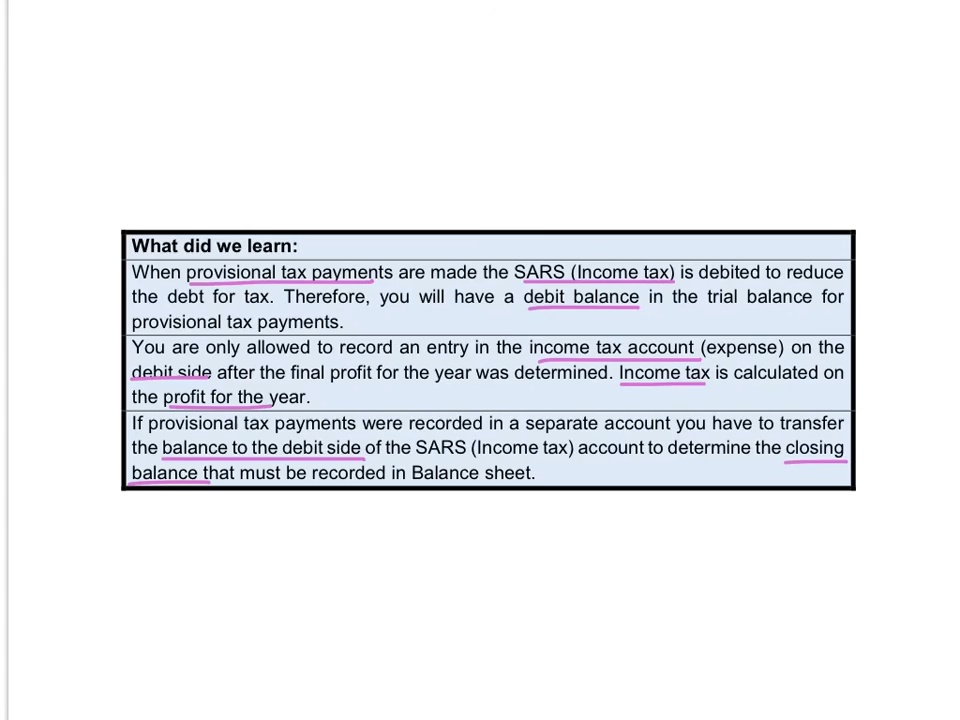 What did we learn:
When provisional tax payments are made the SARS (Income tax) is debited to reduce
the debt for tax. Therefore, you will have a debit balance in the trial balance for
provisional tax payments.
You are only allowed to record an entry in the income tax account (expense) on the
debit side after the final profit for the year was determined. Income tax is calculated on
the profit for the year.
If provisional tax payments were recorded in a separate account you have to transfer
the balance to the debit side of the SARS (Income tax) account to determine the closing
balance that must be recorded in Balance sheet.